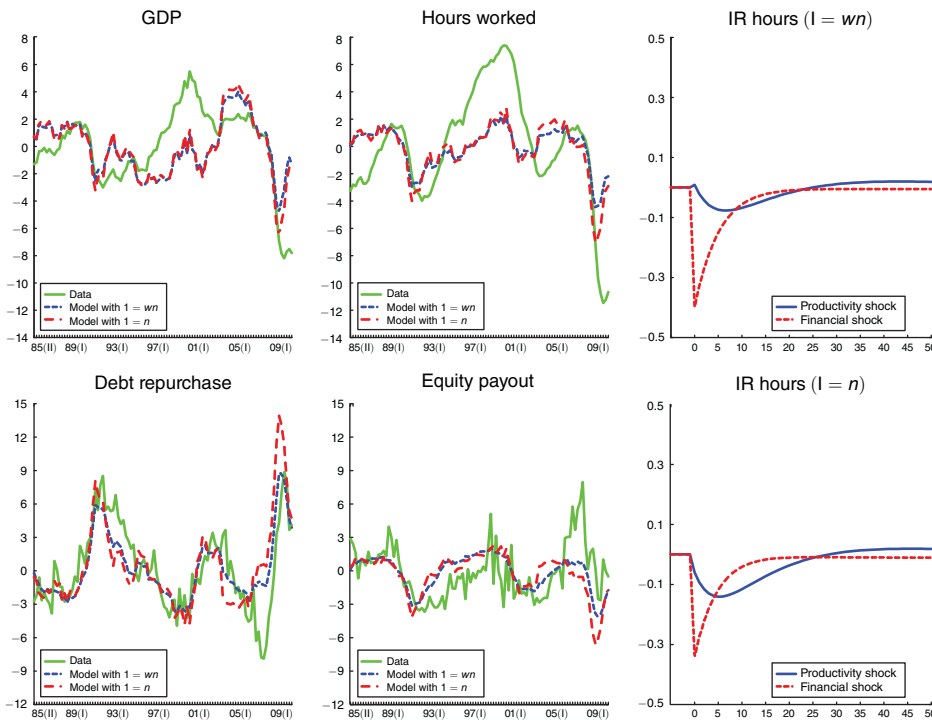 GDP
8
6
4
2
0
−2
−4
−6
−8
−10
−12
−14
Data
Model with 1 = wn
Model with 1 = n
85(II) 89(I) 93(I) 97(I) 01(I) 05(I) 09(I)
Hours worked
8
6
4
2
0
−2
−4
−6
−8
−10
−12
−14
Data
Model with 1 = wn
Model with 1 = n
85(II) 89(I) 93(I) 97(I) 01(I) 05(I) 09(I)
IR hours (I = wn)
0.5
0.3
0.1
−0.1
−0.3
−0.5
Productivity shock
Financial shock
0 5 10 15 20 25 30 35 40 45 50
Debt repurchase
15
12
9
6
3
0
−3
−6
−9
−12
Data
Model with 1 = wn
Model with 1 = n
85(II) 89(I) 93(I) 97(I) 01(I) 05(I) 09(I)
Equity payout
15
12
9
6
3
0
−3
−6
−9
−12
Data
Model with 1 = wn
Model with 1 = n
85(II) 89(I) 93(I) 97(I) 01(I) 05(I) 09(I)
IR hours (I = n)
0.5
0.3
0.1
−0.1
−0.3
−0.5
Productivity shock
Financial shock
0 5 10 15 20 25 30 35 40 45 50